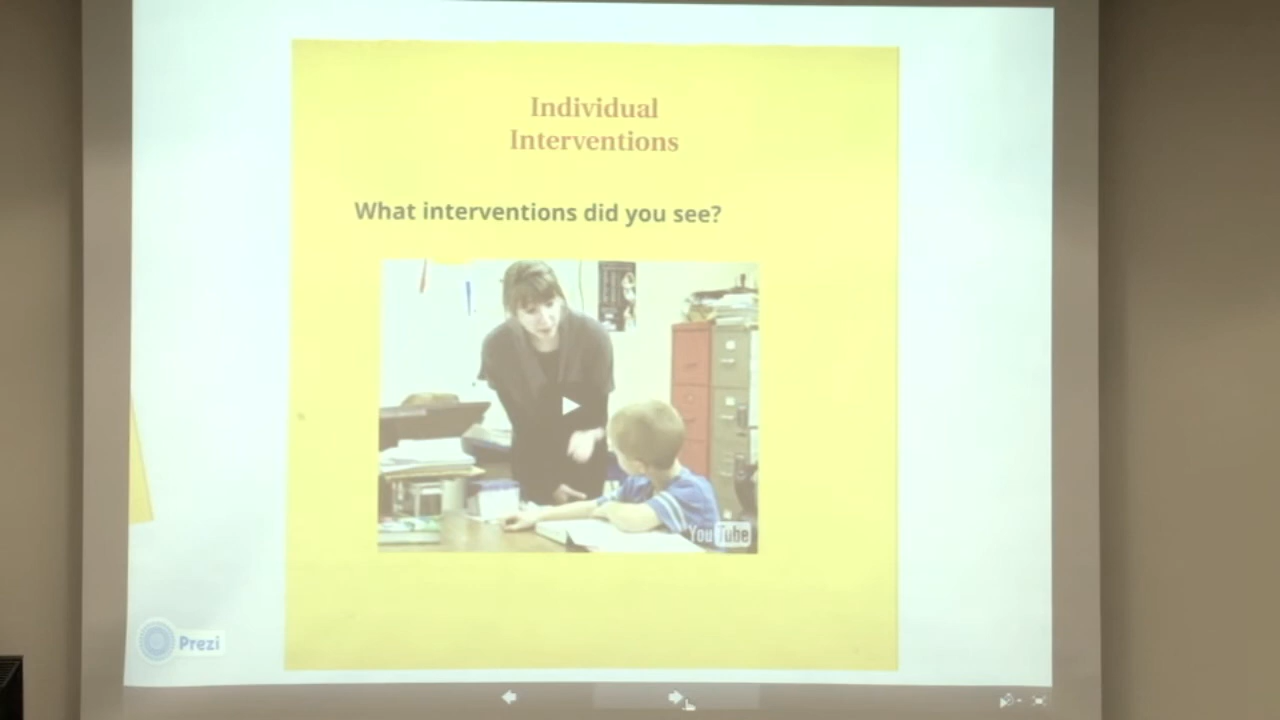 Individual
Interventions
What interventions did you see?
YouTube
Prezi